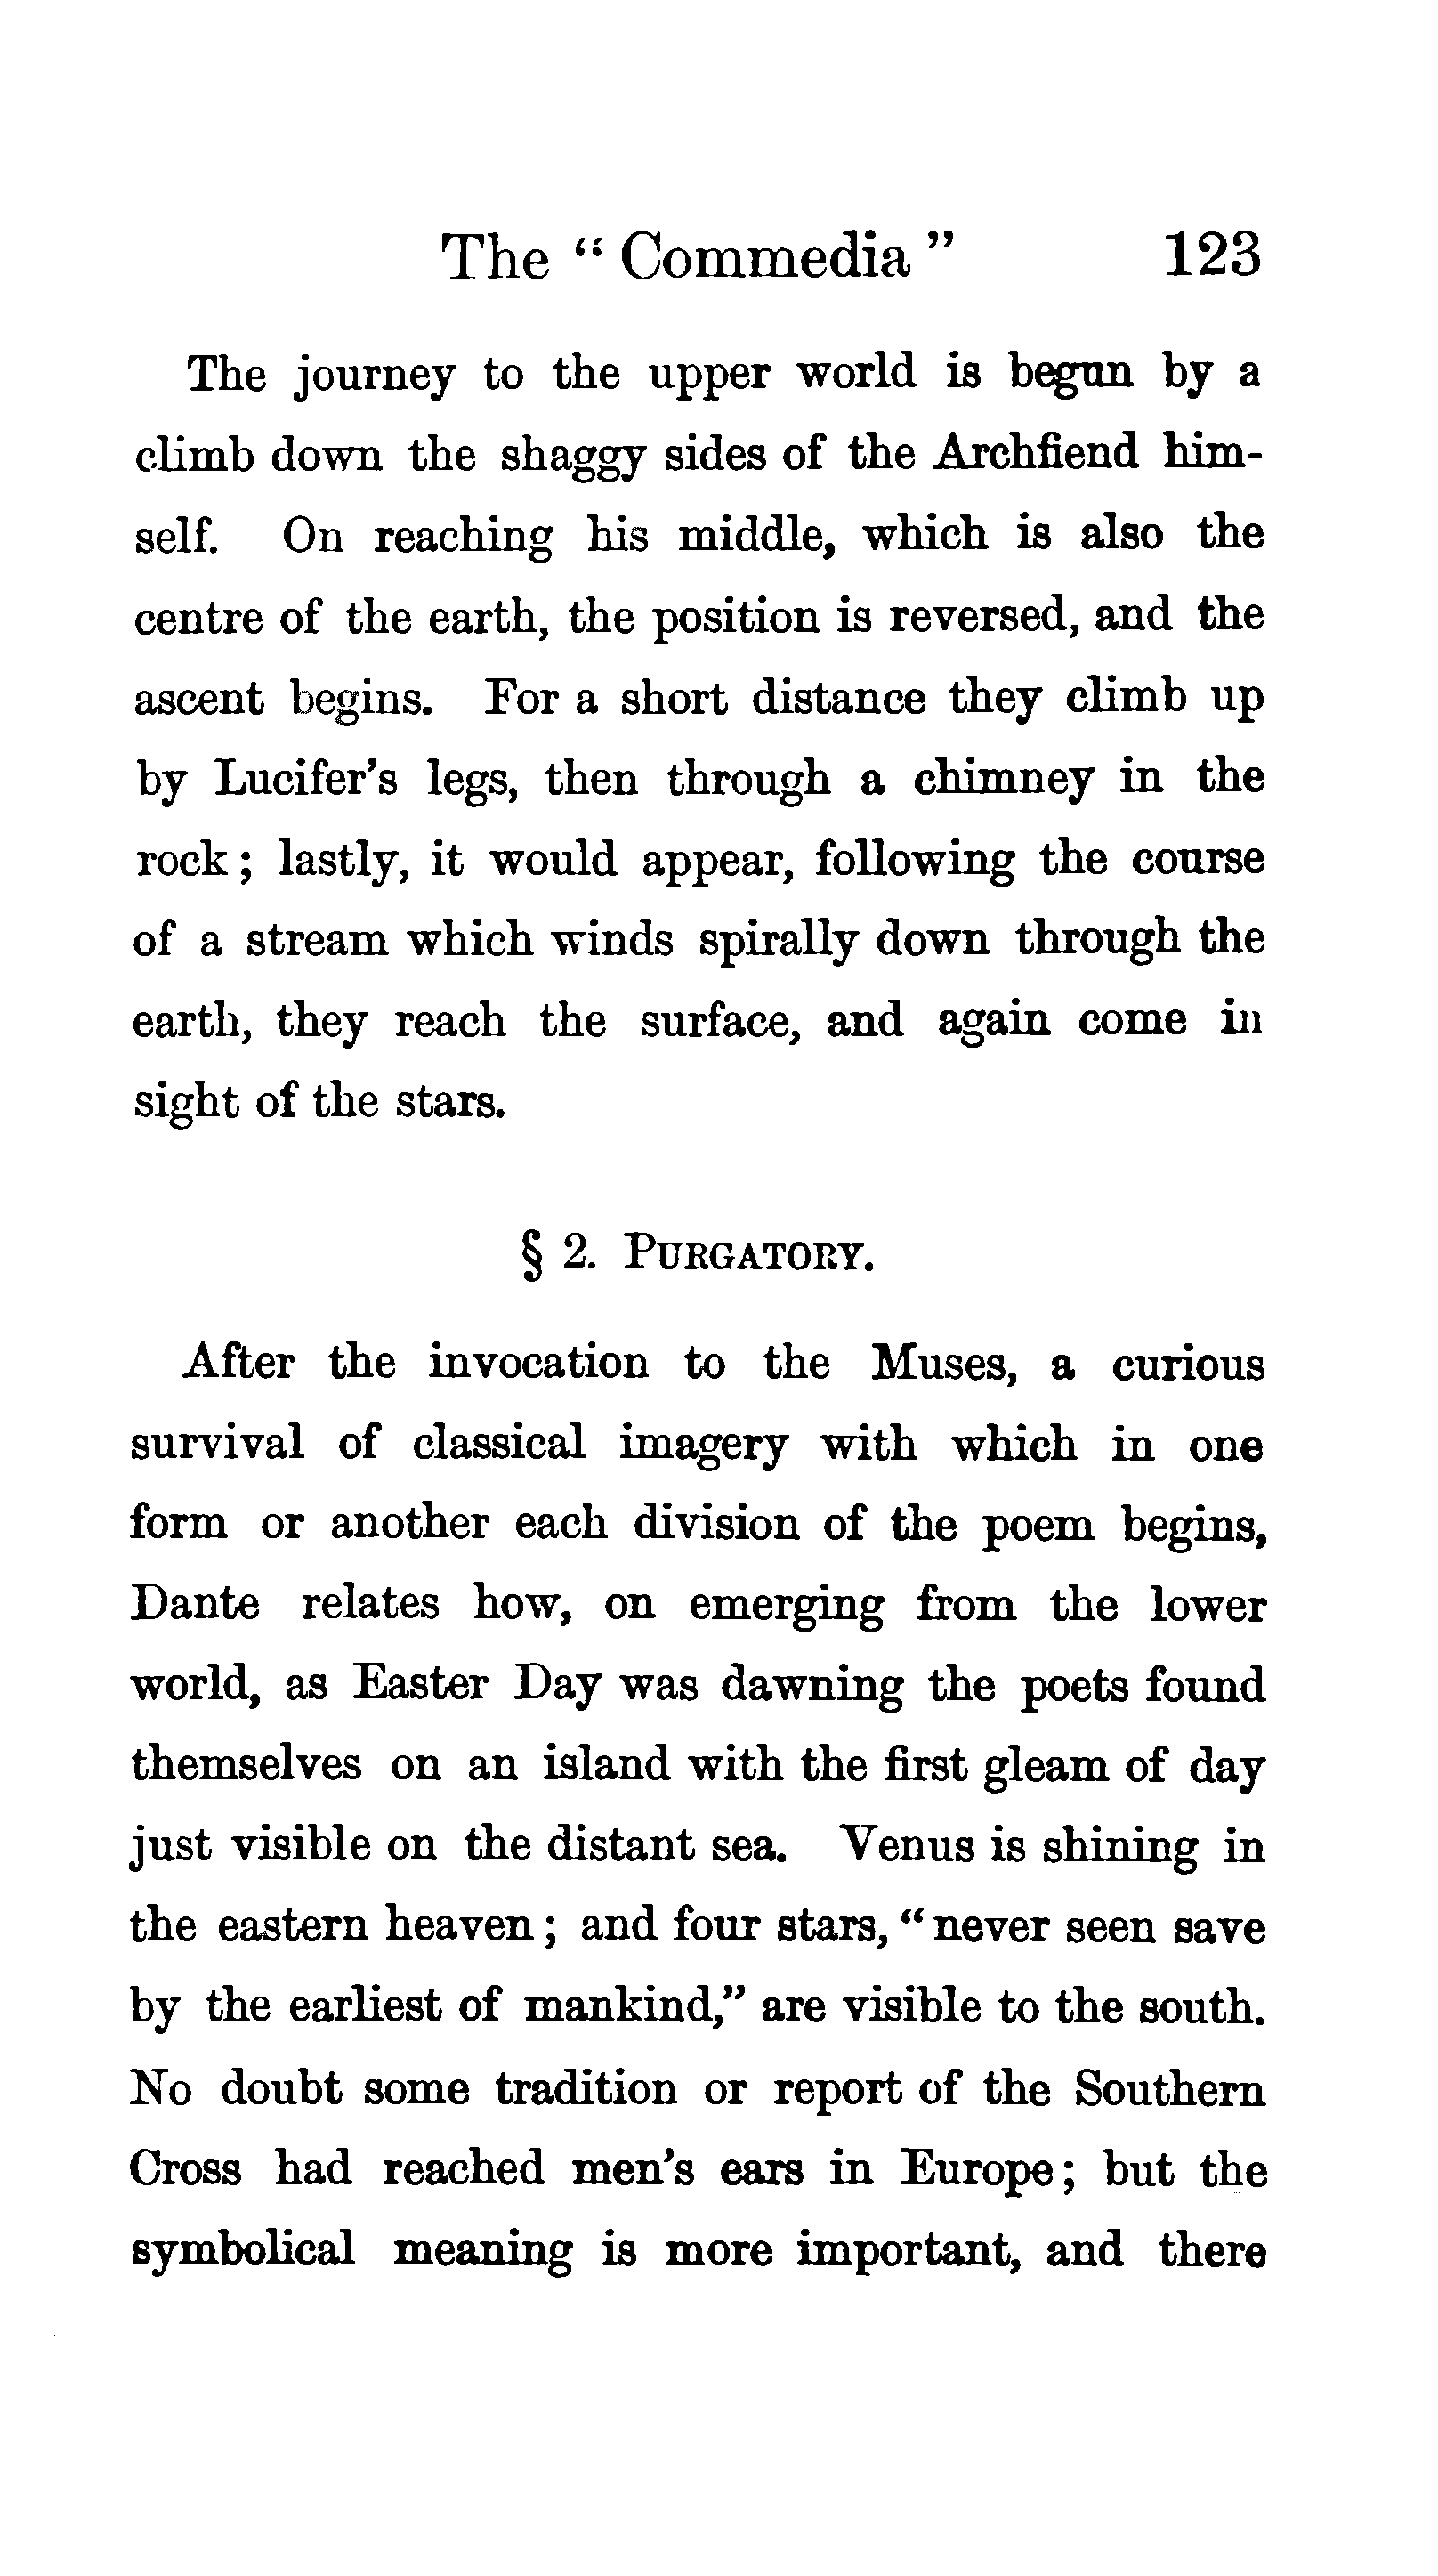 The “ Commedia ” 123
The journey to the upper world is begun by a
climb down the shaggy sides of the Archfiend him-
self. On reaching his middle, which is also the
centre of the earth, the position is reversed, and the
ascent begins. For a short distance they climb up
by Lucifer’s legs, then through a chimney in the
rock ; lastly, it would appear, following the course
of a stream which winds spirally down through the
earth, they reach the surface, and again come in
sight of the stars.
§ 2. PURGATORY.
After the invocation to the Muses, a curious
survival of classical imagery with which in one
form or another each division of the poem begins,
Dante relates how, on emerging from the lower
world, as Easter Day was dawning the poets found
themselves on an island with the first gleam of day
just visible on the distant sea. Venus is shining in
the eastern heaven ; and four stars, “ never seen save
by the earliest of mankind,” are visible to the south.
No doubt some tradition or report of the Southern
Cross had reached men’s ears in Europe ; but the
symbolical meaning is more important, and there